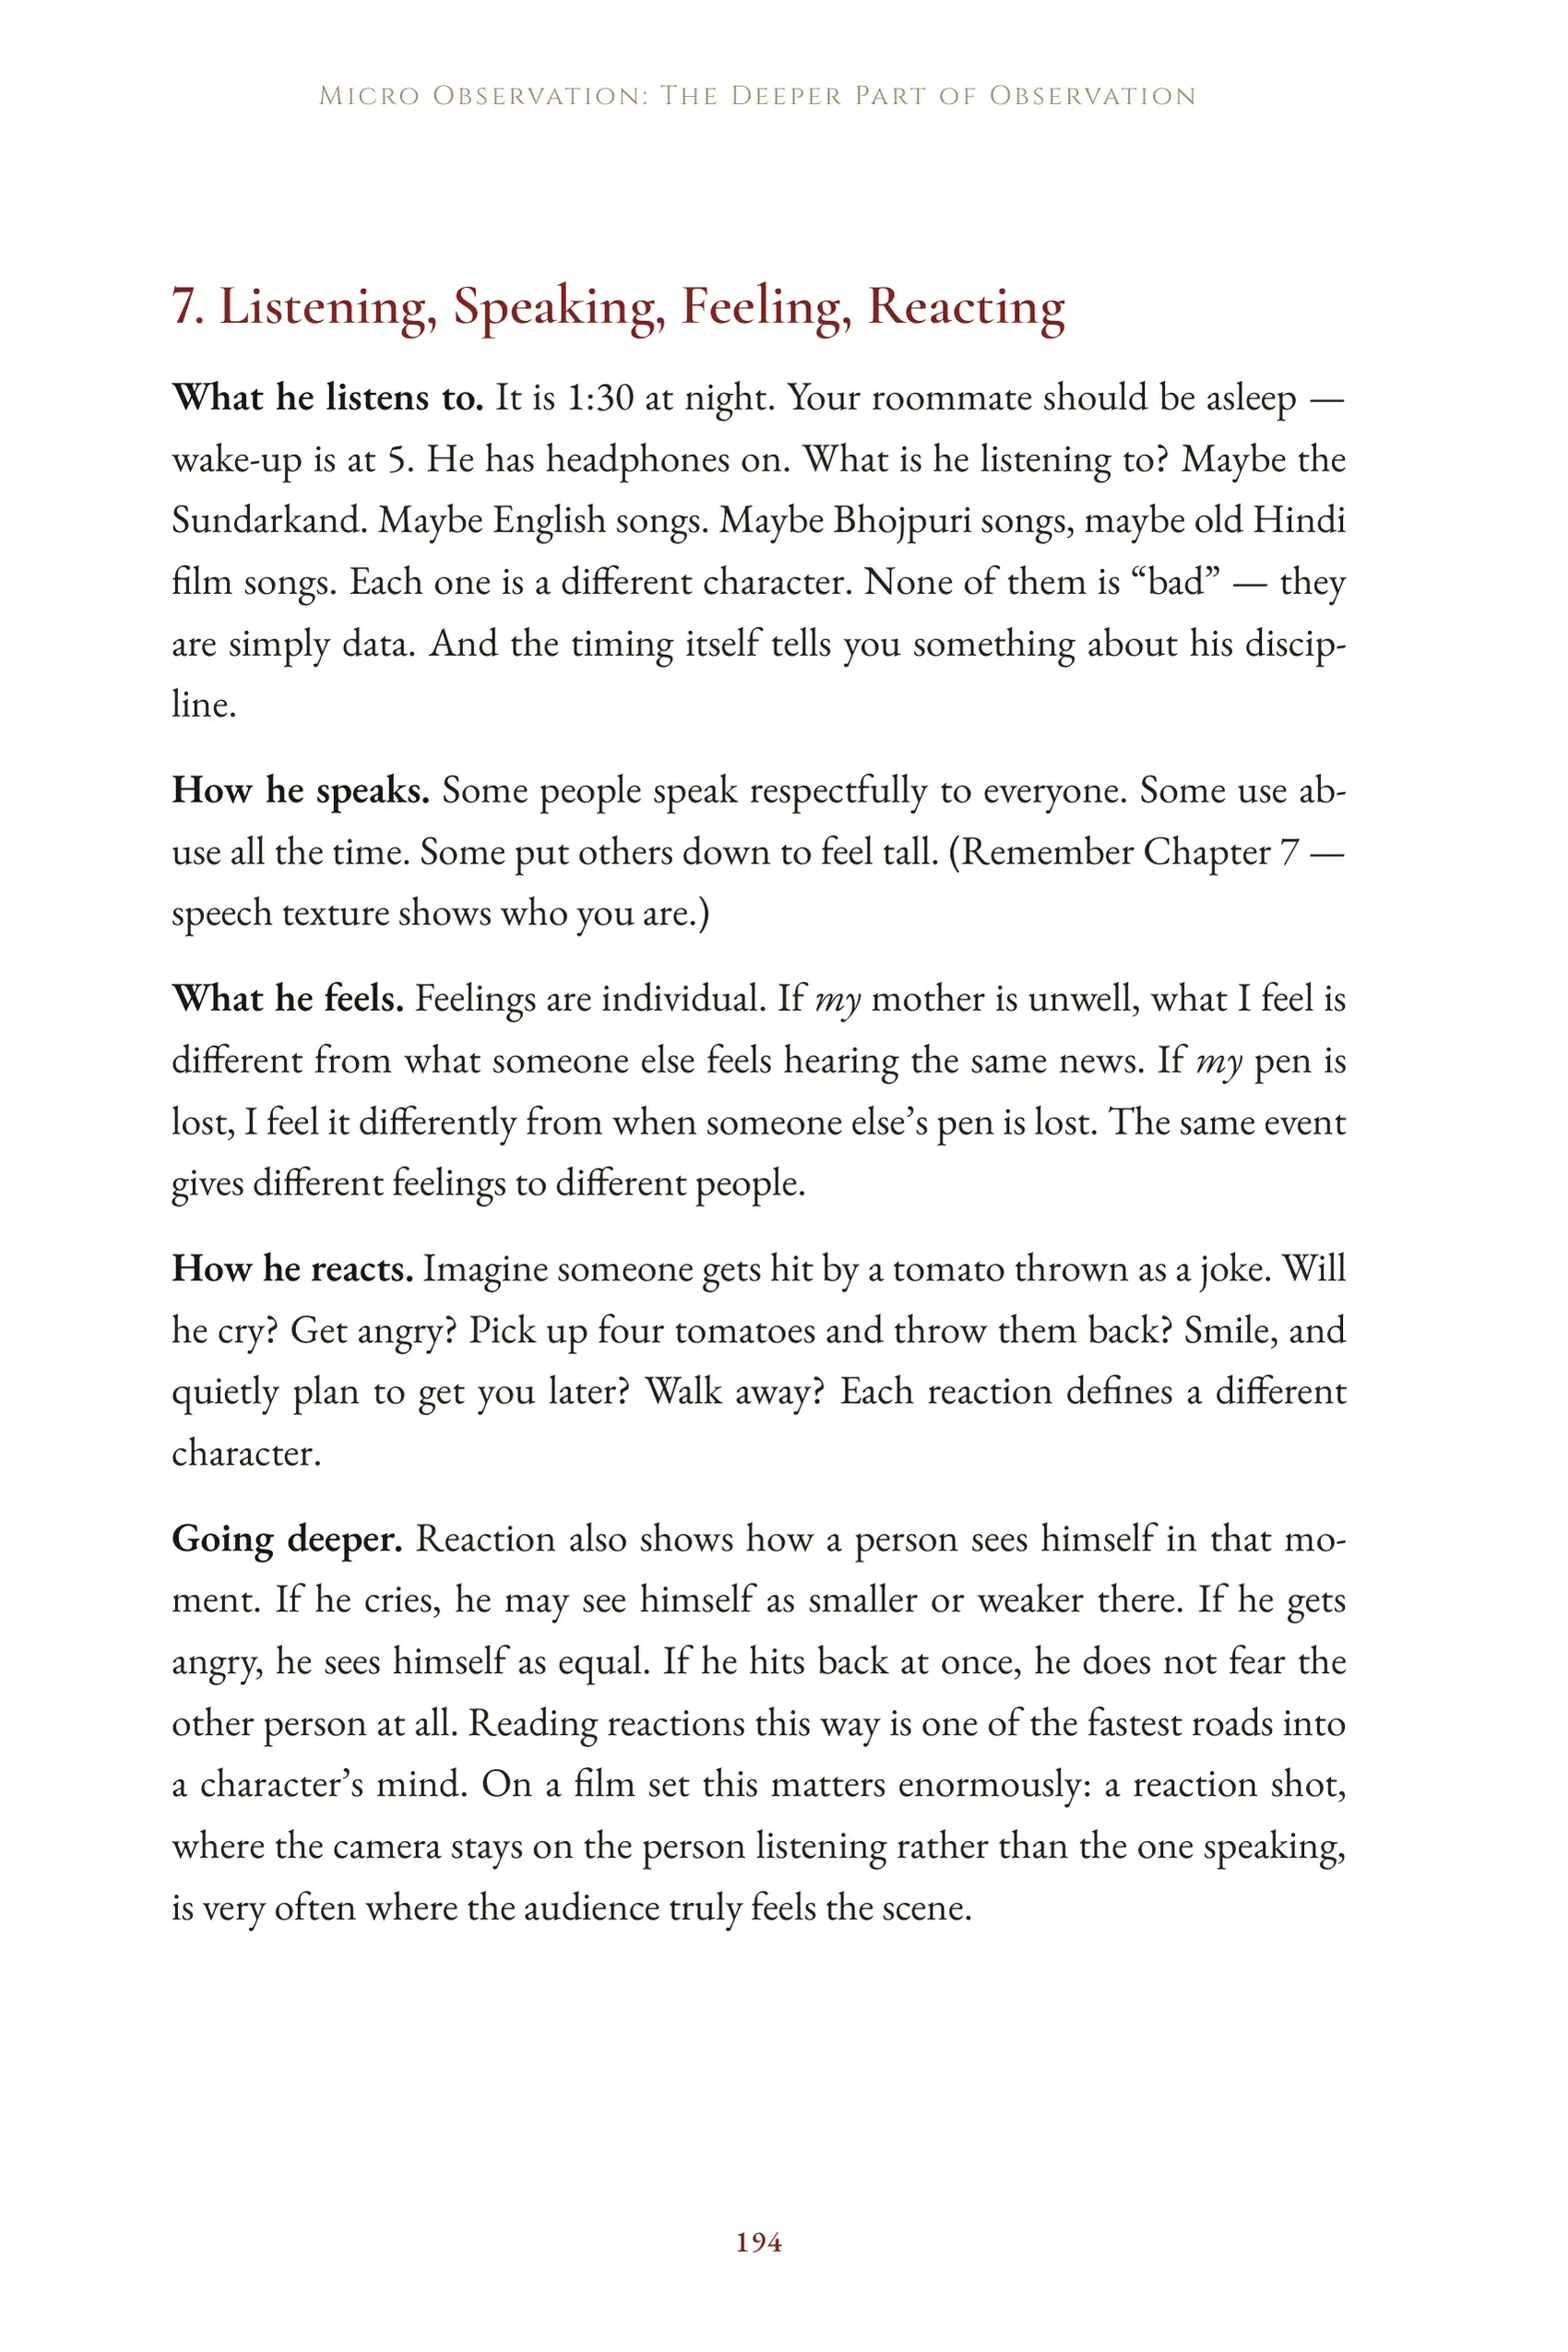 Micro Observation: The Deeper Part of Observation
7. Listening, Speaking, Feeling, Reacting
What he listens to. It is 1:30 at night. Your roommate should be asleep —
wake-up is at 5. He has headphones on. What is he listening to? Maybe the
Sundarkand. Maybe English songs. Maybe Bhojpuri songs, maybe old Hindi
film songs. Each one is a different character. None of them is “bad” — they
are simply data. And the timing itself tells you something about his discip-
line.
How he speaks. Some people speak respectfully to everyone. Some use ab-
use all the time. Some put others down to feel tall. (Remember Chapter 7 —
speech texture shows who you are.)
What he feels. Feelings are individual. If my mother is unwell, what I feel is
different from what someone else feels hearing the same news. If my pen is
lost, I feel it differently from when someone else’s pen is lost. The same event
gives different feelings to different people.
How he reacts. Imagine someone gets hit by a tomato thrown as a joke. Will
he cry? Get angry? Pick up four tomatoes and throw them back? Smile, and
quietly plan to get you later? Walk away? Each reaction defines a different
character.
Going deeper. Reaction also shows how a person sees himself in that mo-
ment. If he cries, he may see himself as smaller or weaker there. If he gets
angry, he sees himself as equal. If he hits back at once, he does not fear the
other person at all. Reading reactions this way is one of the fastest roads into
a character’s mind. On a film set this matters enormously: a reaction shot,
where the camera stays on the person listening rather than the one speaking,
is very often where the audience truly feels the scene.
194